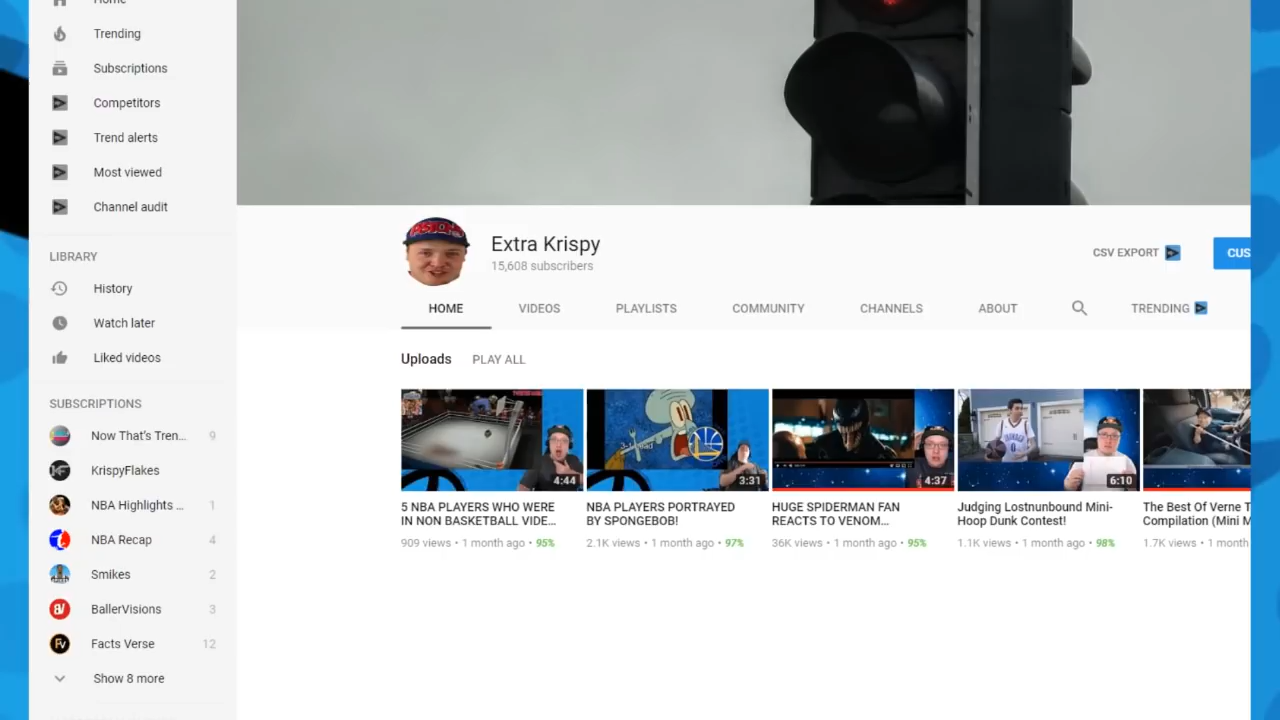 Home
Trending
Subscriptions
Competitors
Trend alerts
Most viewed
Channel audit
LIBRARY
History
Watch later
Liked videos
SUBSCRIPTIONS
Now That's Tren... 9
KrispyFlakes
NBA Highlights ... 1
NBA Recap 4
Smikes 2
BallerVisions 3
Facts Verse 12
Show 8 more
Extra Krispy
15,608 subscribers
CSV EXPORT
CUS
HOME VIDEOS PLAYLISTS COMMUNITY CHANNELS ABOUT TRENDING
Uploads PLAY ALL
4:44
5 NBA PLAYERS WHO WERE
IN NON BASKETBALL VIDE...
909 views • 1 month ago • 95%
3-1 lead
3:31
NBA PLAYERS PORTRAYED
BY SPONGEBOB!
2.1K views • 1 month ago • 97%
4:37
HUGE SPIDERMAN FAN
REACTS TO VENOM...
36K views • 1 month ago • 95%
6:10
Judging Lostnunbound Mini-
Hoop Dunk Contest!
1.1K views • 1 month ago • 98%
The Best Of Verne T
Compilation (Mini M
1.7K views • 1 month